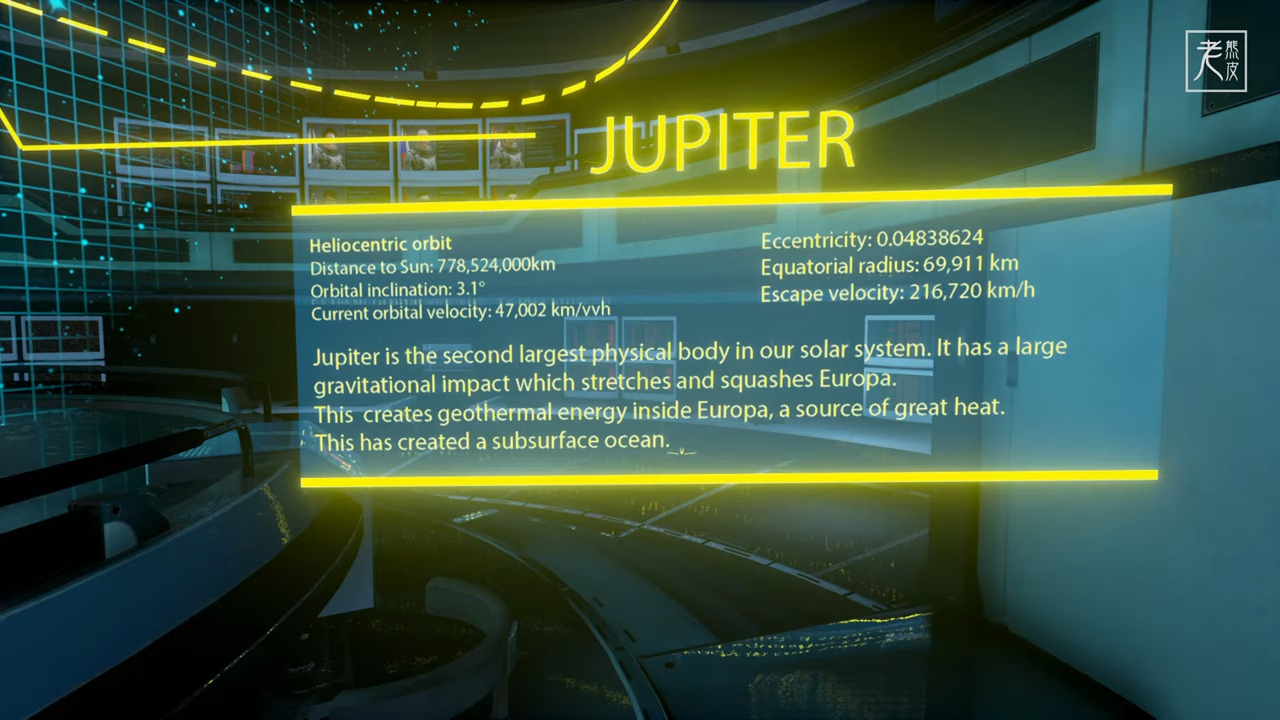 老熊皮
JUPITER
Heliocentric orbit
Distance to Sun: 778,524,000km
Orbital inclination: 3.1°
Current orbital velocity: 47,002 km/vvh
Eccentricity: 0.04838624
Equatorial radius: 69,911 km
Escape velocity: 216,720 km/h
Jupiter is the second largest physical body in our solar system. It has a large
gravitational impact which stretches and squashes Europa.
This creates geothermal energy inside Europa, a source of great heat.
This has created a subsurface ocean.